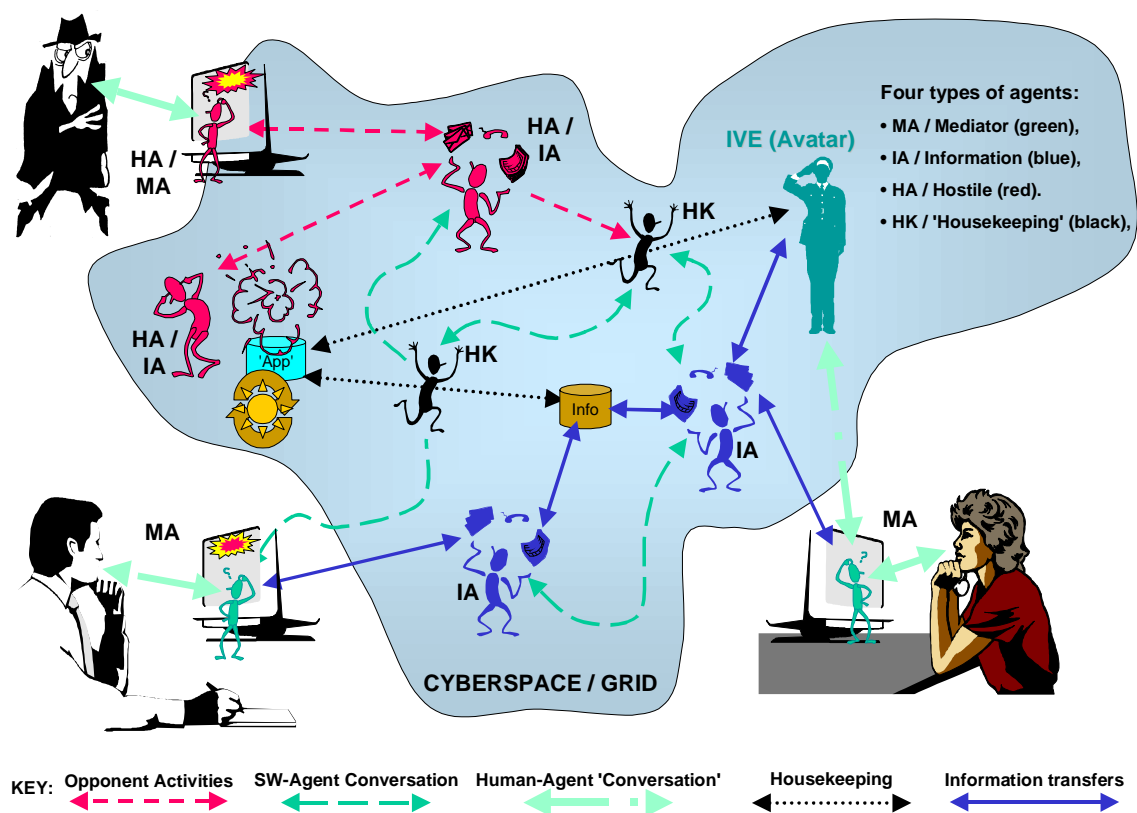 Four types of agents:
• MA / Mediator (green),
• IA / Information (blue),
• HA / Hostile (red).
• HK / 'Housekeeping' (black),
IVE (Avatar)
HA /
MA
HA /
IA
HK
HA /
IA
'App'
HK
Info
IA
MA
?
IA
MA
?
CYBERSPACE / GRID
KEY:
Opponent Activities
SW-Agent Conversation
Human-Agent 'Conversation'
Housekeeping
Information transfers